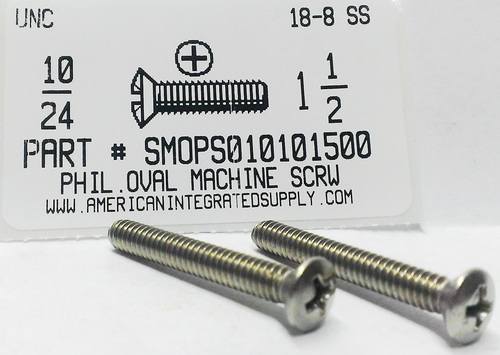 UNC 18-8 SS
10
24
1 1
2
PART # SMOPS010101500
PHIL.OVAL MACHINE SCRW
WWW.AMERICANINTEGRATEDSUPPLY.COM